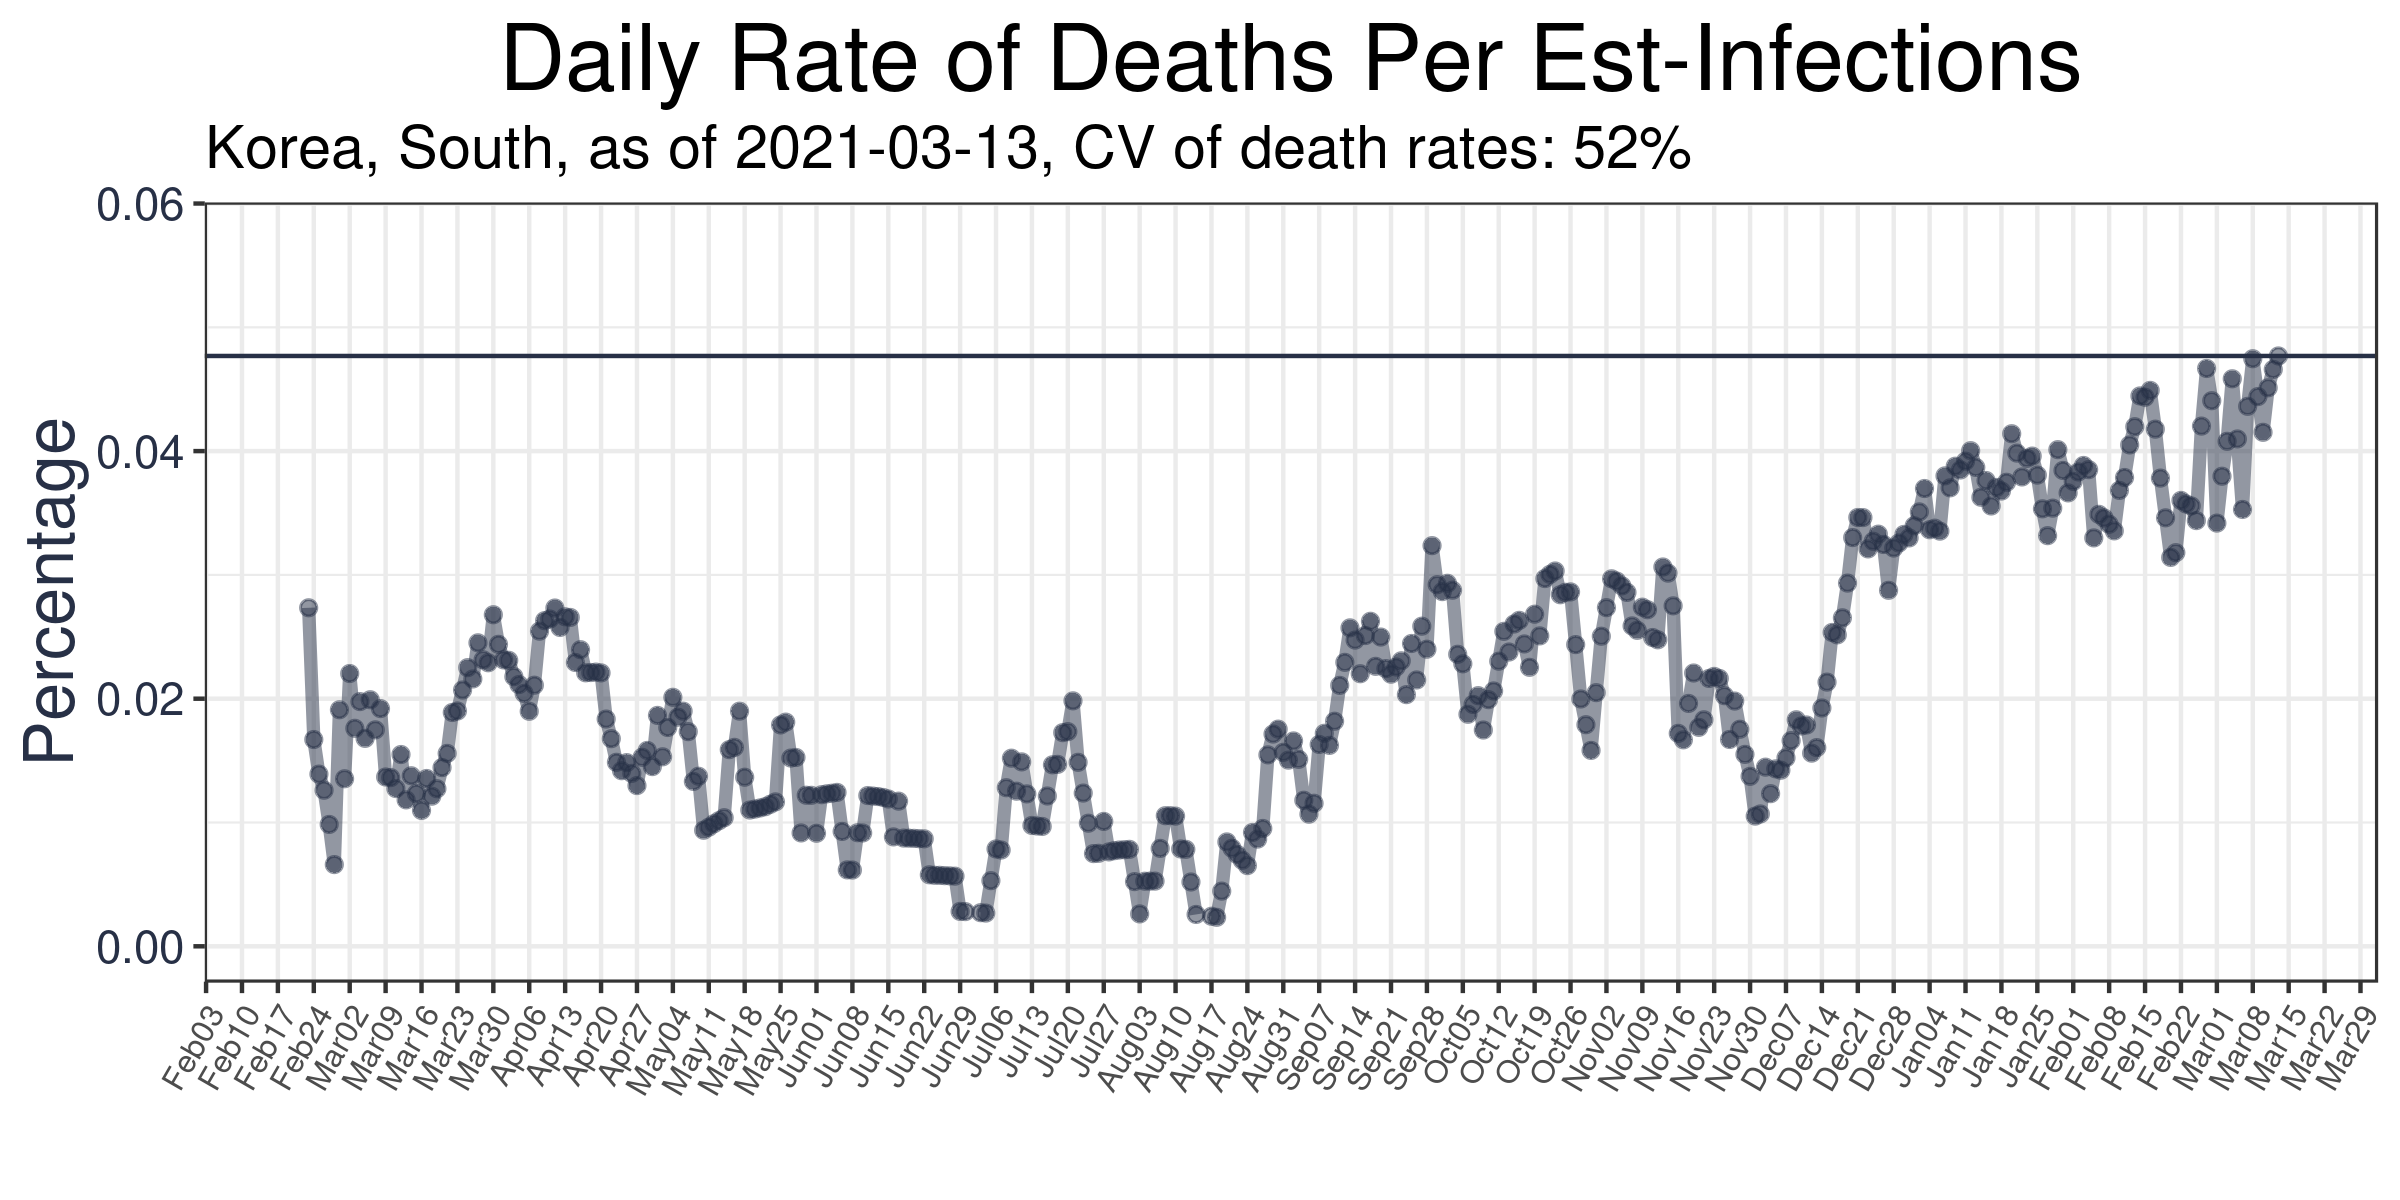 Daily Rate of Deaths Per Est-Infections
Korea, South, as of 2021-03-13, CV of death rates: 52%
Percentage
0.06
0.04
0.02
0.00
Feb03
Feb10
Feb17
Feb24
Mar02
Mar09
Mar16
Mar23
Mar30
Apr06
Apr13
Apr20
Apr27
May04
May11
May18
May25
Jun01
Jun08
Jun15
Jun22
Jun29
Jul06
Jul13
Jul20
Jul27
Aug03
Aug10
Aug17
Aug24
Aug31
Sep07
Sep14
Sep21
Sep28
Oct05
Oct12
Oct19
Oct26
Nov02
Nov09
Nov16
Nov23
Nov30
Dec07
Dec14
Dec21
Dec28
Jan04
Jan11
Jan18
Jan25
Feb01
Feb08
Feb15
Feb22
Mar01
Mar08
Mar15
Mar22
Mar29